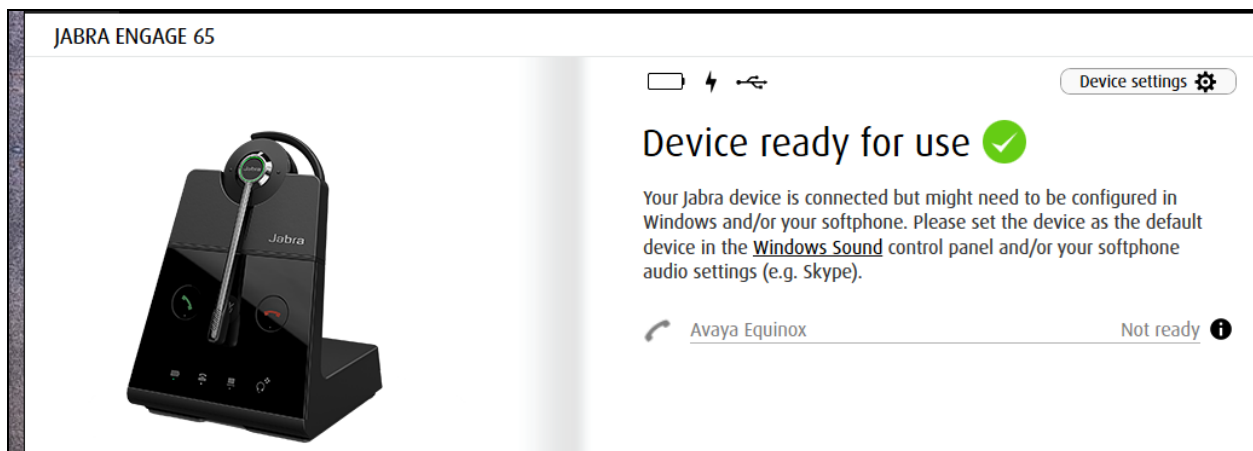 JABRA ENGAGE 65
Device settings
Device ready for use
Your Jabra device is connected but might need to be configured in
Windows and/or your softphone. Please set the device as the default
device in the Windows Sound control panel and/or your softphone
audio settings (e.g. Skype).
Avaya Equinox Not ready
Jabra
Jabra